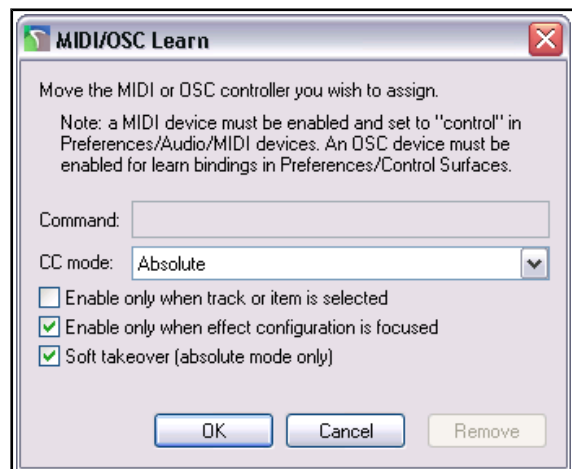 MIDI/OSC Learn
Move the MIDI or OSC controller you wish to assign.
Note: a MIDI device must be enabled and set to "control" in
Preferences/Audio/MIDI devices. An OSC device must be
enabled for learn bindings in Preferences/Control Surfaces.
Command:
CC mode: Absolute
Enable only when track or item is selected
Enable only when effect configuration is focused
Soft takeover (absolute mode only)
OK Cancel Remove